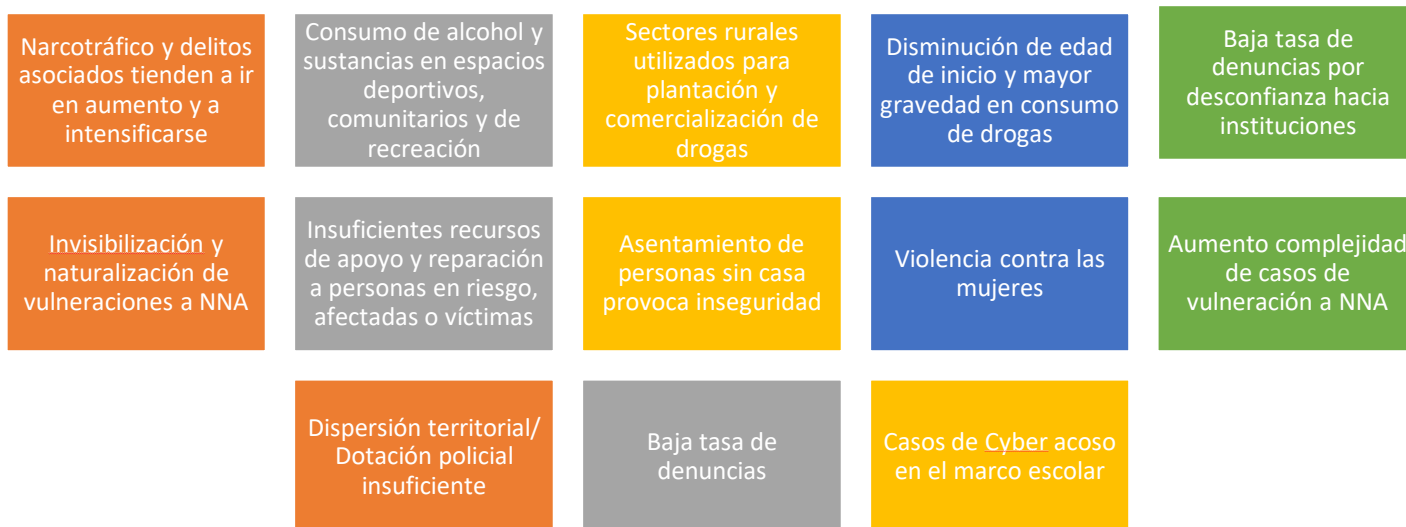 Narcotráfico y delitos
asociados tienden a ir
en aumento y a
intensificarse
Consumo de alcohol y
sustancias en espacios
deportivos,
comunitarios y de
recreación
Sectores rurales
utilizados para
plantación y
comercialización de
drogas
Disminución de edad
de inicio y mayor
gravedad en consumo
de drogas
Baja tasa de
denuncias por
desconfianza hacia
instituciones
Invisibilización y
naturalización de
vulneraciones a NNA
Insuficientes recursos
de apoyo y reparación
a personas en riesgo,
afectadas o víctimas
Asentamiento de
personas sin casa
provoca inseguridad
Violencia contra las
mujeres
Aumento complejidad
de casos de
vulneración a NNA
Dispersión territorial/
Dotación policial
insuficiente
Baja tasa de
denuncias
Casos de Cyber acoso
en el marco escolar